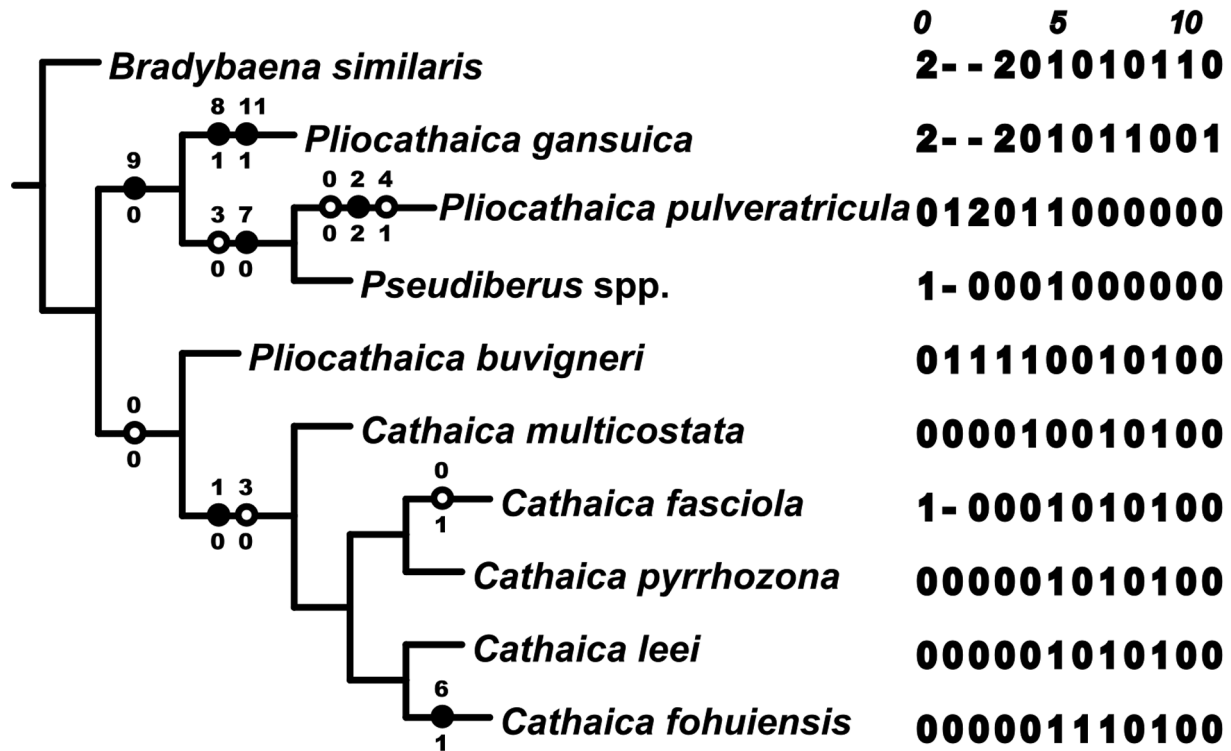 0 5 10
Bradybaena similaris 2--201010110
8 11
Pliocathaica gansuica 2--201011001
1 1
9
0
0 2 4
Pliocathaica pulveratricula 012011000000
0 2 1
3 7
0 0
Pseudiberus spp. 1-0001000000
Pliocathaica buvigneri 011110010100
0
0
Cathaica multicostata 000010010100
1 3
0 0
0
Cathaica fasciola 1-0001010100
1
Cathaica pyrrhozona 000001010100
Cathaica leei 000001010100
6
Cathaica fohuiensis 000001110100
1